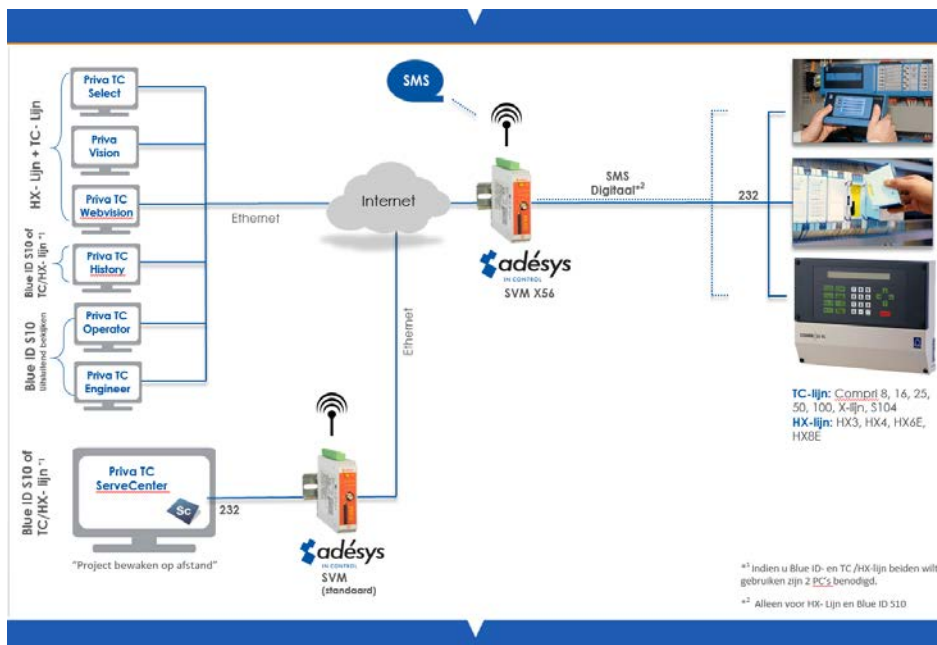 SMS
HX- Lijn + TC- Lijn
Priva TC
Select
Priva
Vision
Priva TC
Webvision
Blue ID S10 of
TC/HX- lijn *1
Priva TC
History
Blue ID S10
Uitsluitend bekijken
Priva TC
Operator
Priva TC
Engineer
Ethernet
Internet
SMS
Digitaal*2
232
adésys
IN CONTROL
SVM X56
Ethernet
TC-lijn: Compri 8, 16, 25,
50, 100, X-lijn, S104
HX-lijn: HX3, HX4, HX6E,
HX8E
Blue ID S10 of
TC/HX- lijn *1
Priva TC
ServeCenter
Sc
232
"Project bewaken op afstand"
adésys
IN CONTROL
SVM
(standaard)
*1 Indien u Blue ID- en TC /HX-lijn beiden wilt
gebruiken zijn 2 PC's benodigd.
*2 Alleen voor HX- Lijn en Blue ID S10